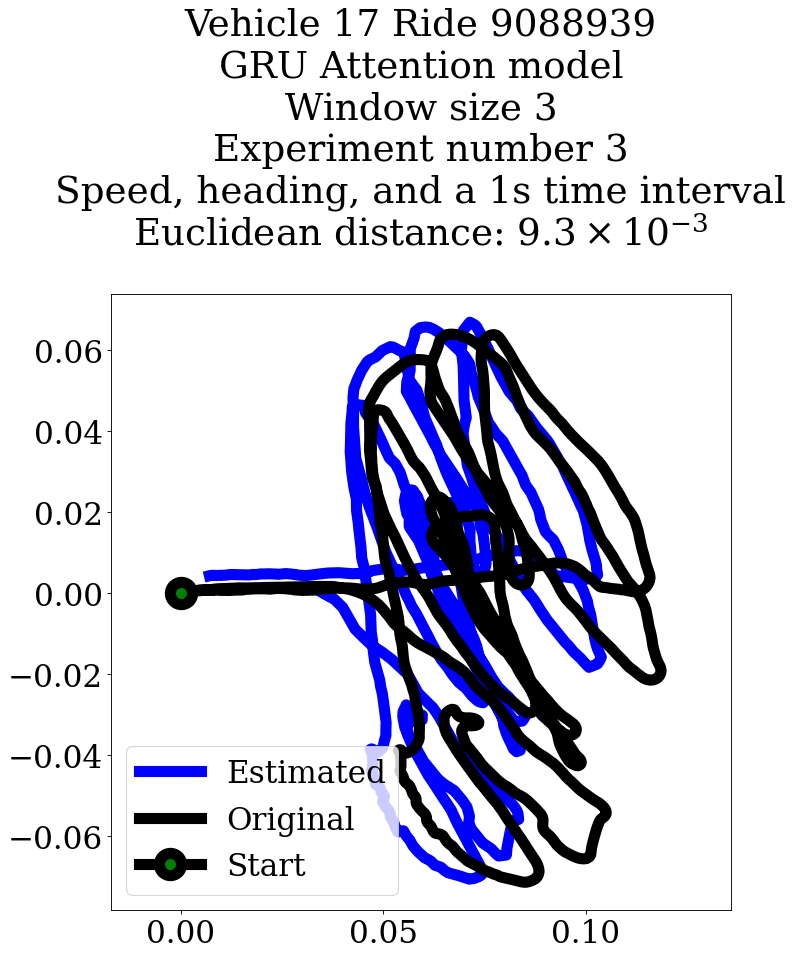 Vehicle 17 Ride 9088939
GRU Attention model
Window size 3
Experiment number 3
Speed, heading, and a 1s time interval
Euclidean distance: 9.3 × 10⁻³
0.06
0.04
0.02
0.00
−0.02
−0.04
−0.06
Estimated
Original
Start
0.00 0.05 0.10